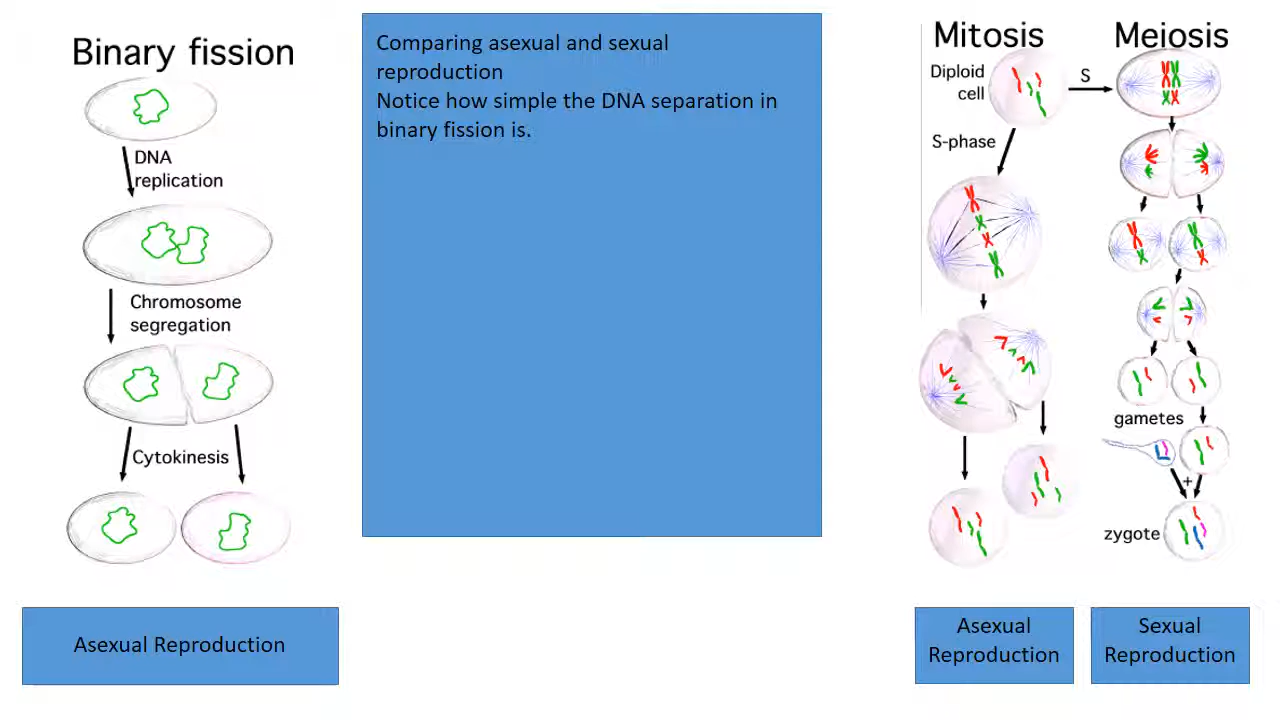 Binary fission
DNA
replication
Chromosome
segregation
Cytokinesis
Asexual Reproduction
Comparing asexual and sexual
reproduction
Notice how simple the DNA separation in
binary fission is.
Mitosis
Diploid
cell
S-phase
Asexual
Reproduction
Meiosis
S
gametes
+
zygote
Sexual
Reproduction